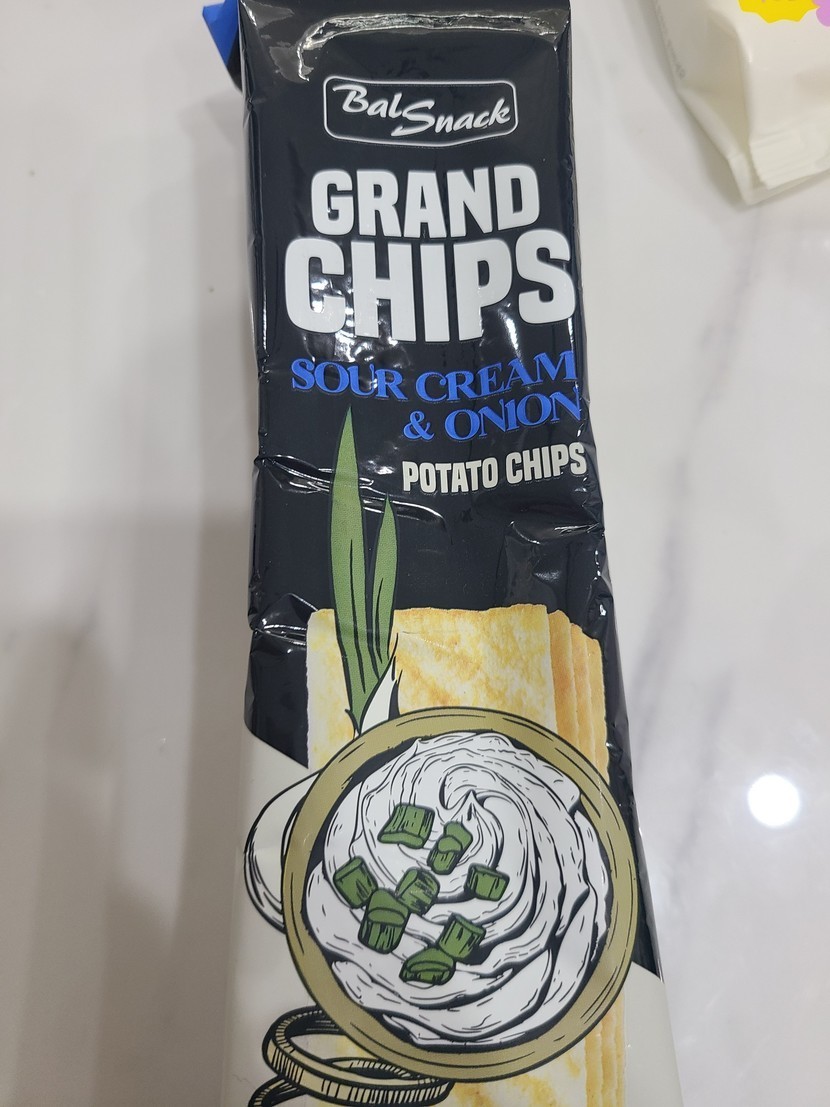 Bal Snack
GRAND
CHIPS
SOUR CREAM
& ONION
POTATO CHIPS